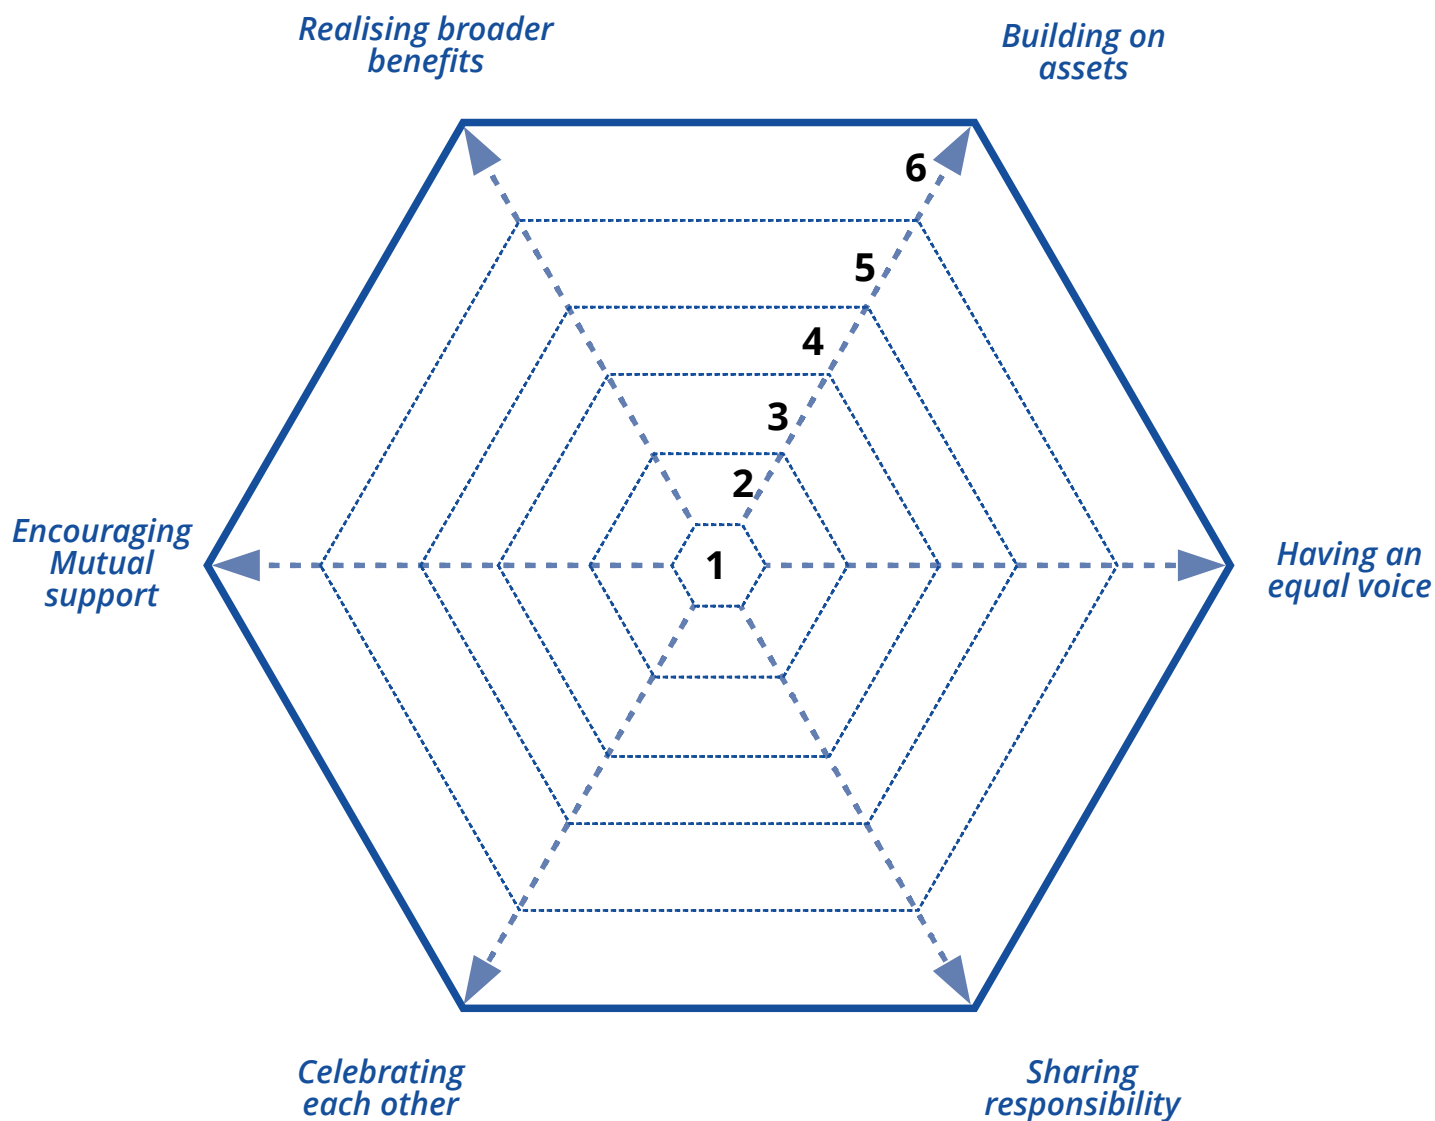 Realising broader
benefits
Building on
assets
6
5
4
3
2
1
Encouraging
Mutual
support
Having an
equal voice
Celebrating
each other
Sharing
responsibility